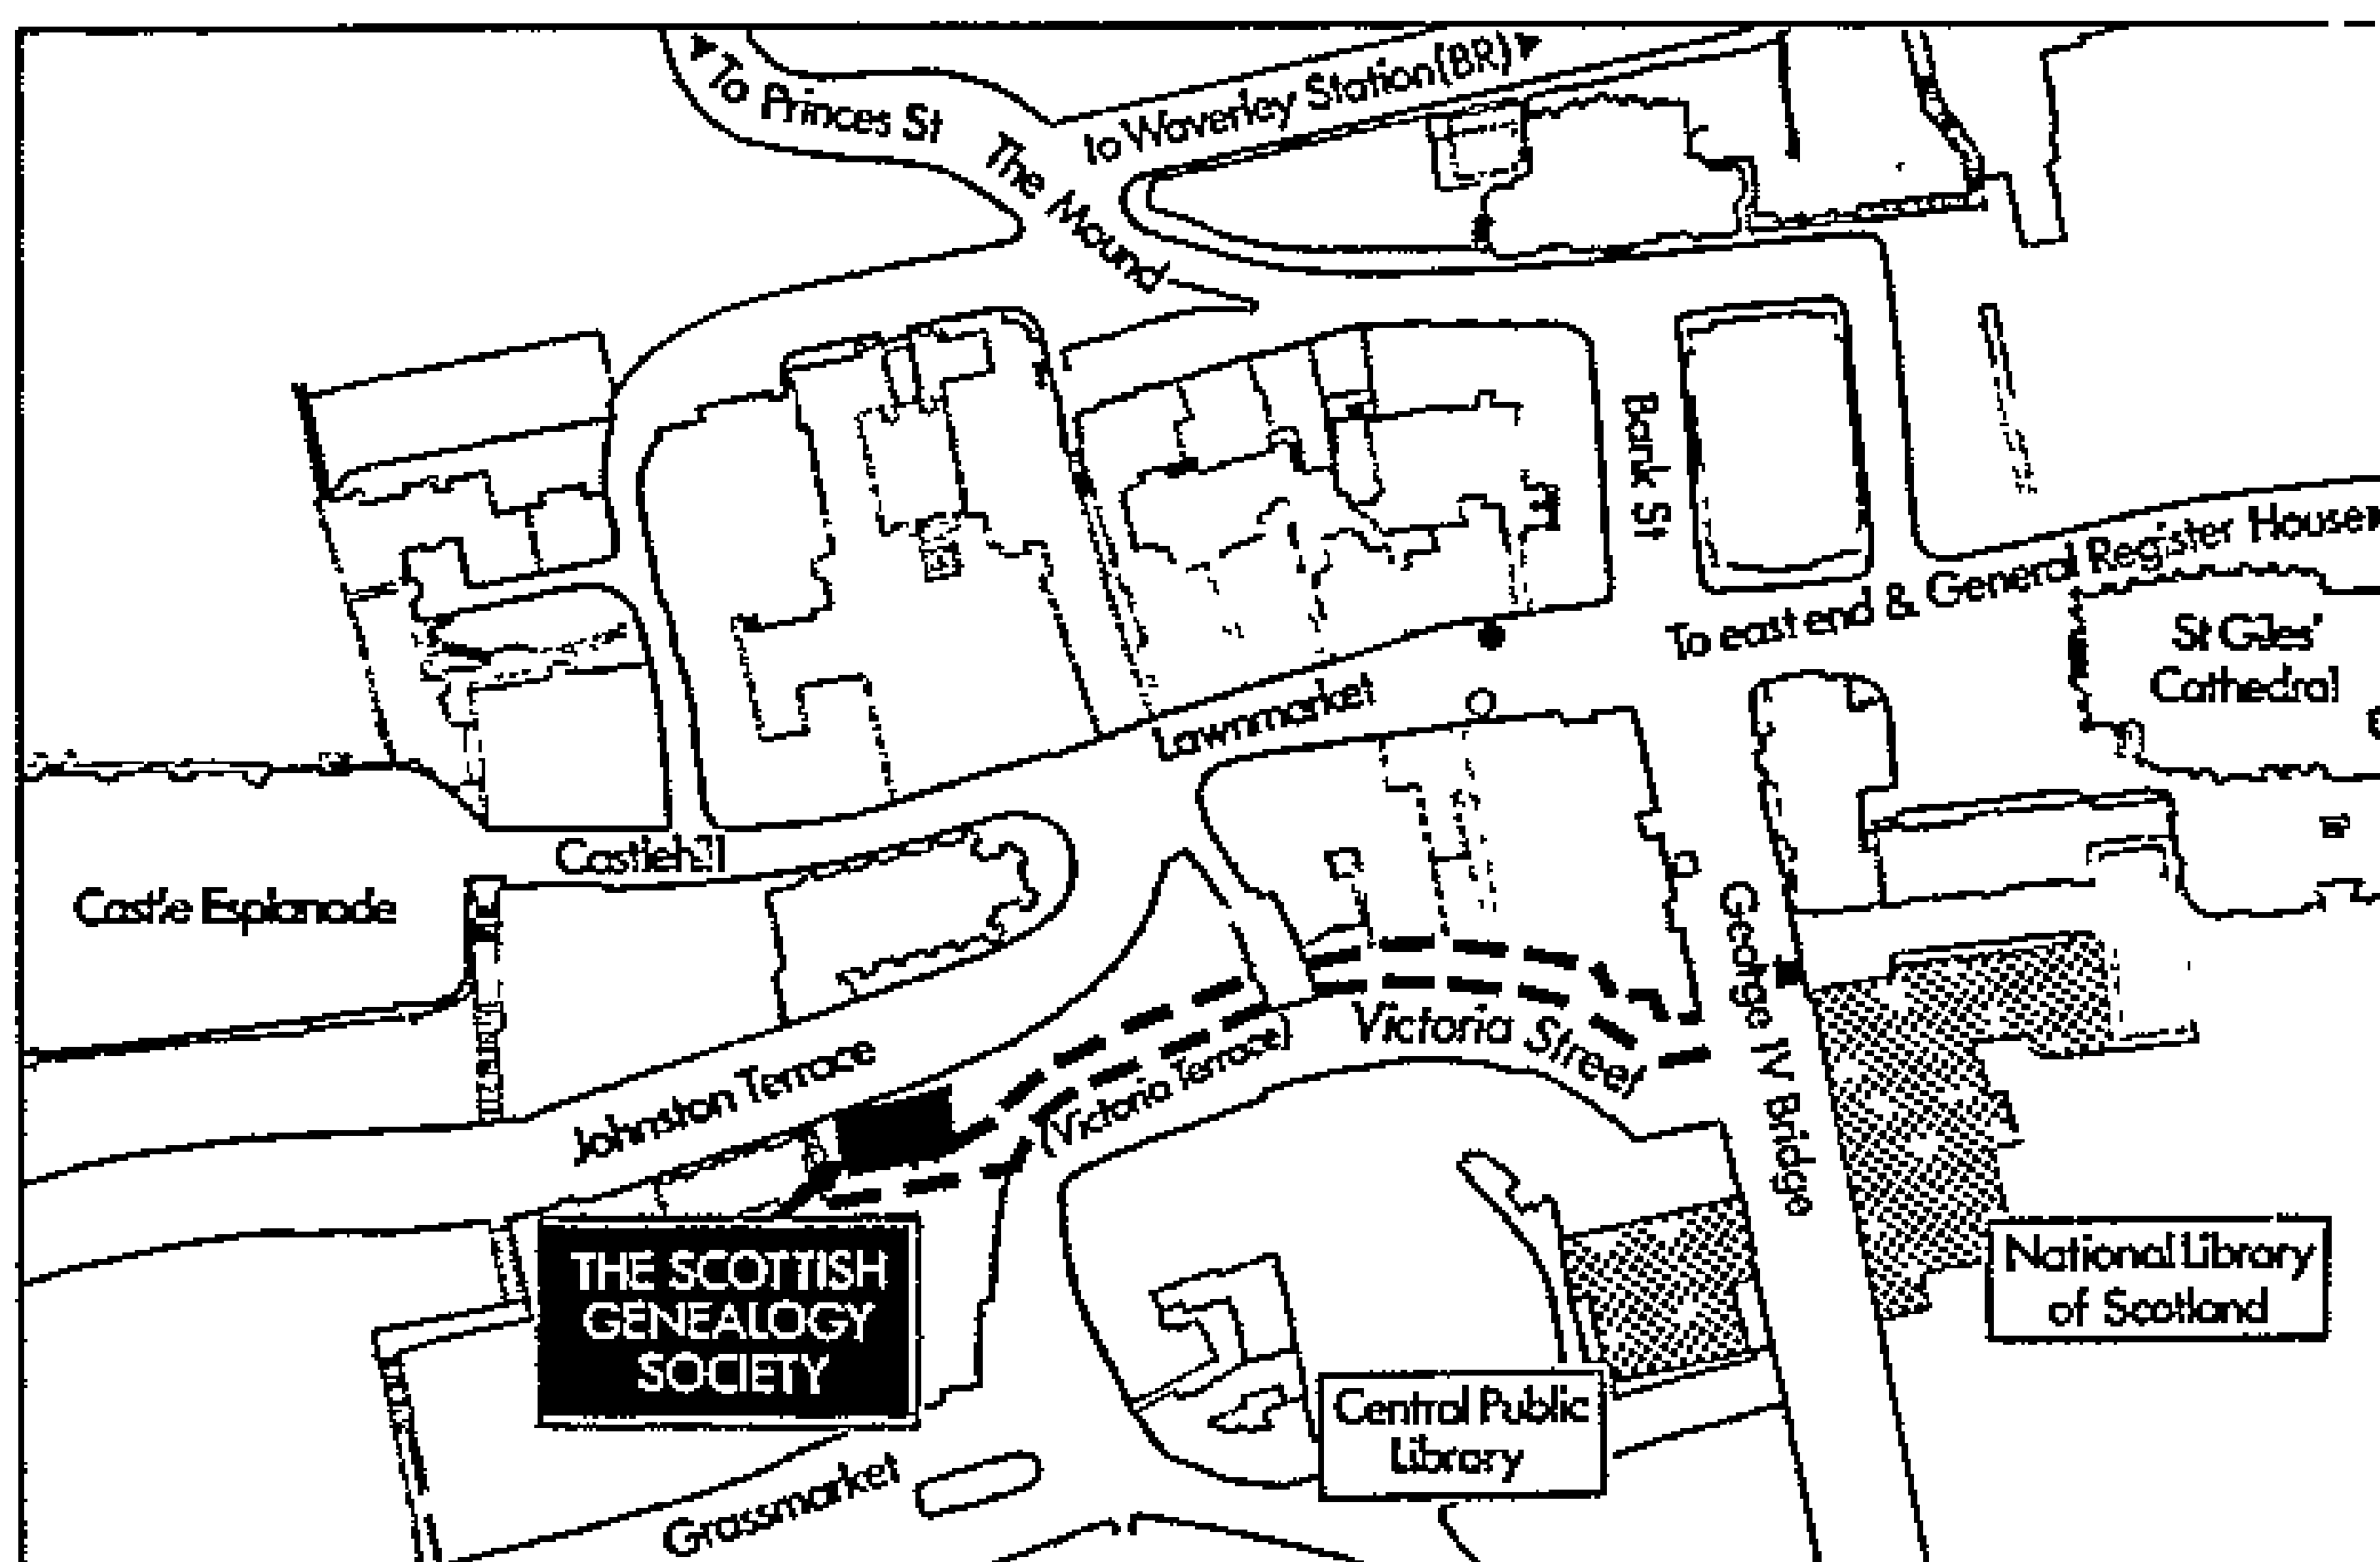 To Princes St
to Waverley Station (BR)
The Mound
Bank St
To east end & General Register House
St Giles'
Cathedral
Lawnmarket
Castlehill
Castle Esplanade
George IV Bridge
Victoria Street
(Victoria Terrace)
Johnston Terrace
THE SCOTTISH
GENEALOGY
SOCIETY
National Library
of Scotland
Central Public
Library
Grassmarket